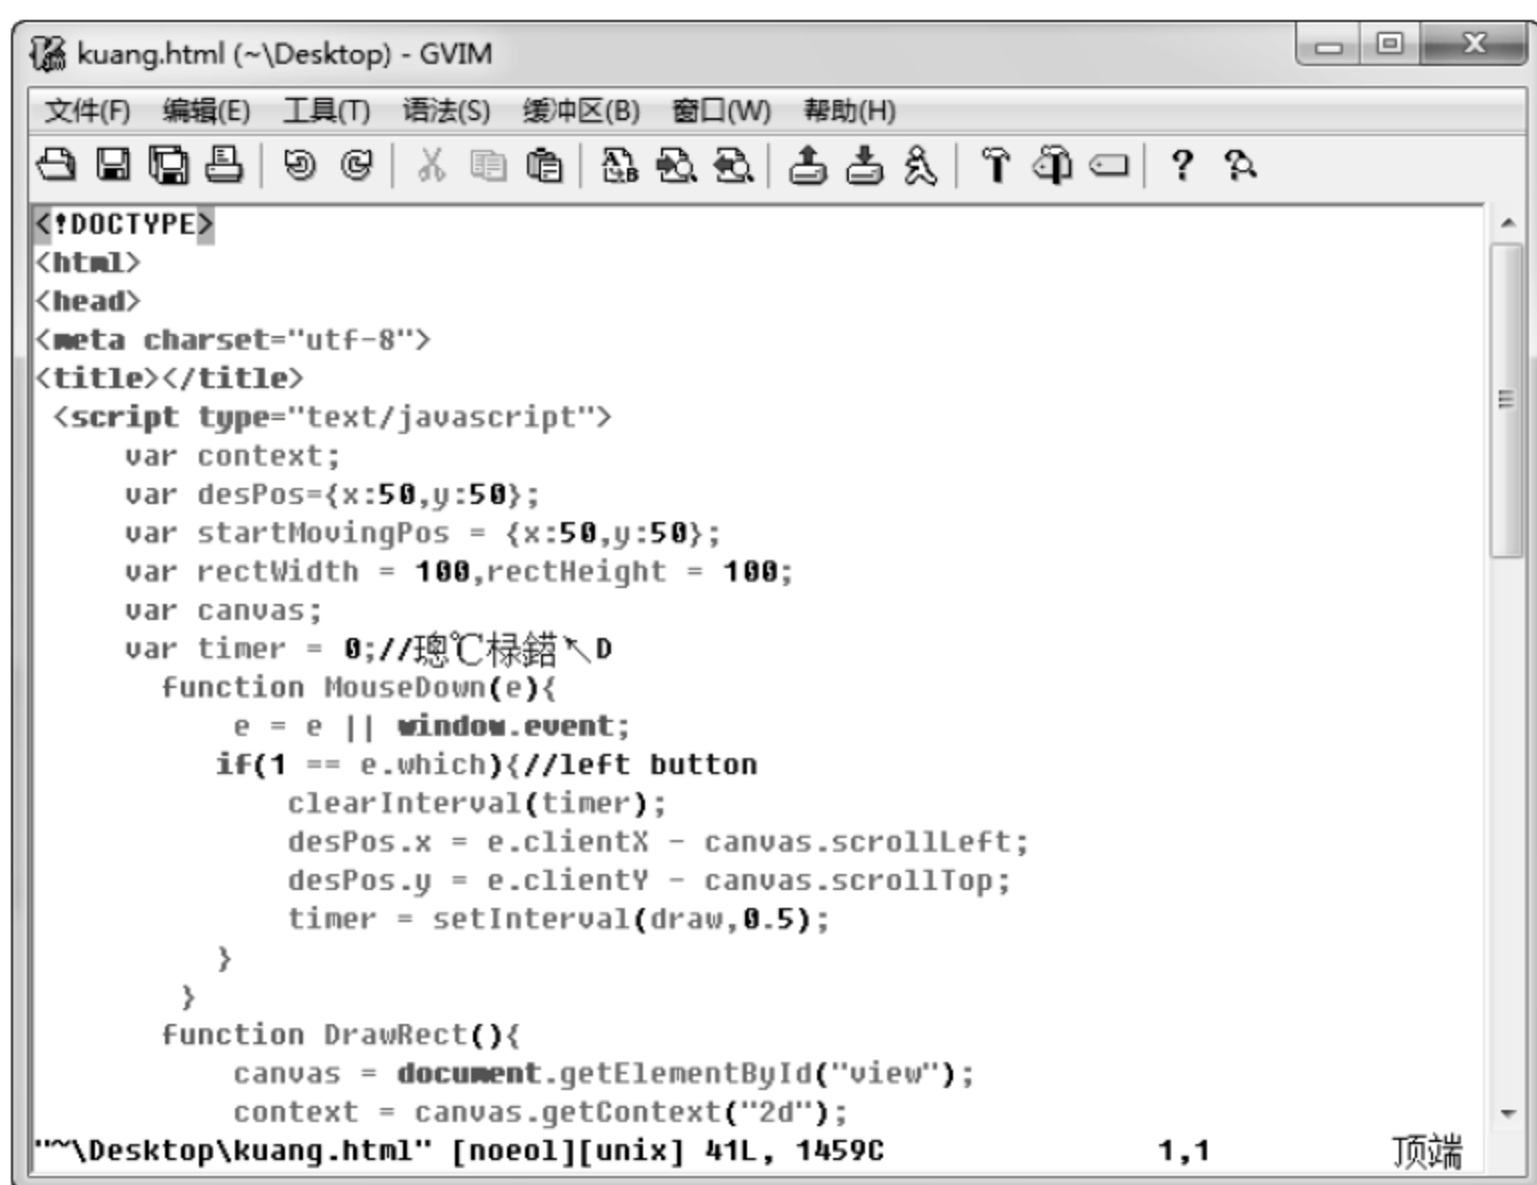 kuang.html (~\Desktop) - GVIM
文件(F) 编辑(E) 工具(T) 语法(S) 缓冲区(B) 窗口(W) 帮助(H)
<!DOCTYPE>
<html>
<head>
<meta charset="utf-8">
<title></title>
<script type="text/javascript">
var context;
var desPos={x:50,y:50};
var startMovingPos = {x:50,y:50};
var rectWidth = 100,rectHeight = 100;
var canvas;
var timer = 0;//璁℃椂錯↖D
function MouseDown(e){
e = e || window.event;
if(1 == e.which){//left button
clearInterval(timer);
desPos.x = e.clientX - canvas.scrollLeft;
desPos.y = e.clientY - canvas.scrollTop;
timer = setInterval(draw,0.5);
}
}
function DrawRect(){
canvas = document.getElementById("view");
context = canvas.getContext("2d");
"~\Desktop\kuang.html" [noeol][unix] 41L, 1459C 1,1 顶端